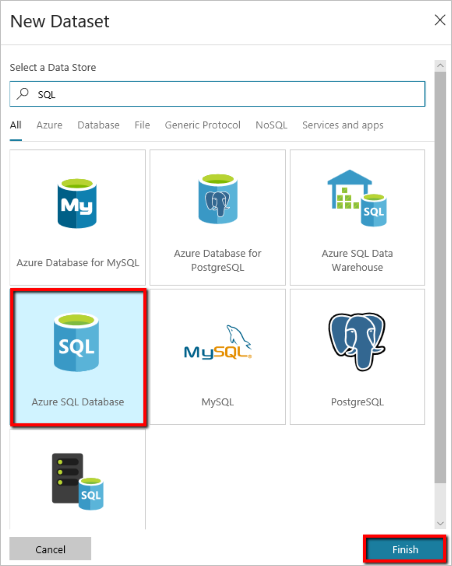 New Dataset
Select a Data Store
SQL
All Azure Database File Generic Protocol NoSQL Services and apps
My
SQL
Azure Database for MySQL
Azure Database for
PostgreSQL
Azure SQL Data
Warehouse
SQL
MySQL
Azure SQL Database
MySQL
PostgreSQL
SQL
Cancel
Finish